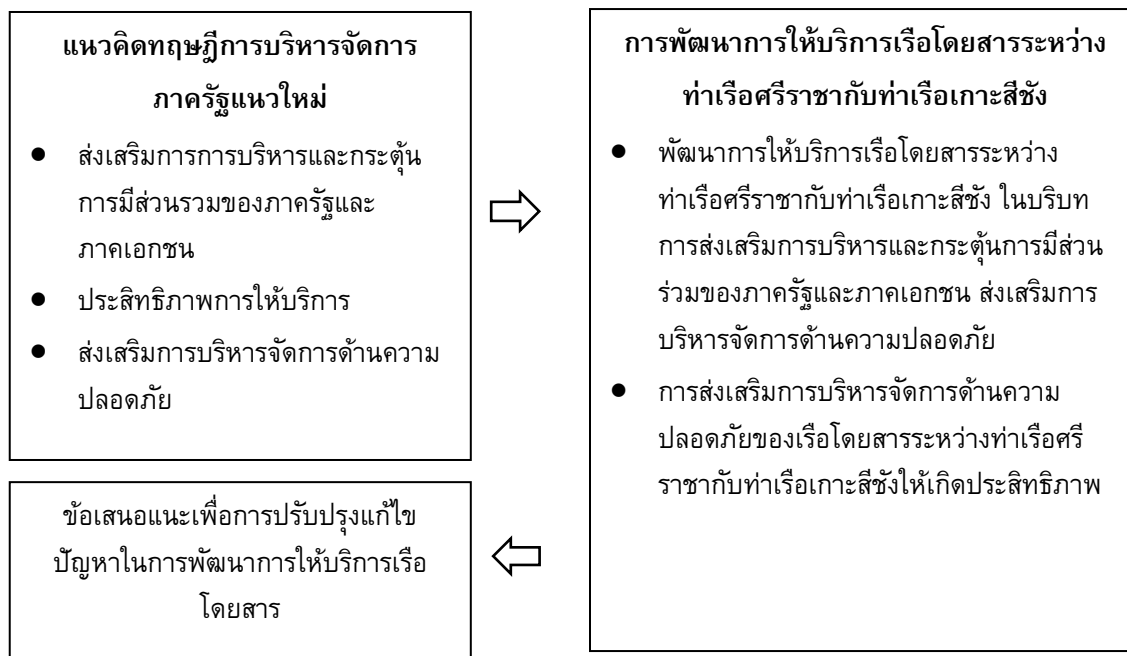 แนวคิดทฤษฎีการบริหารจัดการ
ภาครัฐแนวใหม่
● ส่งเสริมการการบริหารและกระตุ้น
การมีส่วนรวมของภาครัฐและ
ภาคเอกชน
● ประสิทธิภาพการให้บริการ
● ส่งเสริมการบริหารจัดการด้านความ
ปลอดภัย
การพัฒนาการให้บริการเรือโดยสารระหว่าง
ท่าเรือศรีราชากับท่าเรือเกาะสีชัง
● พัฒนาการให้บริการเรือโดยสารระหว่าง
ท่าเรือศรีราชากับท่าเรือเกาะสีชัง ในบริบท
การส่งเสริมการบริหารและกระตุ้นการมีส่วน
ร่วมของภาครัฐและภาคเอกชน ส่งเสริมการ
บริหารจัดการด้านความปลอดภัย
● การส่งเสริมการบริหารจัดการด้านความ
ปลอดภัยของเรือโดยสารระหว่างท่าเรือศรี
ราชากับท่าเรือเกาะสีชังให้เกิดประสิทธิภาพ
ข้อเสนอแนะเพื่อการปรับปรุงแก้ไข
ปัญหาในการพัฒนาการให้บริการเรือ
โดยสาร